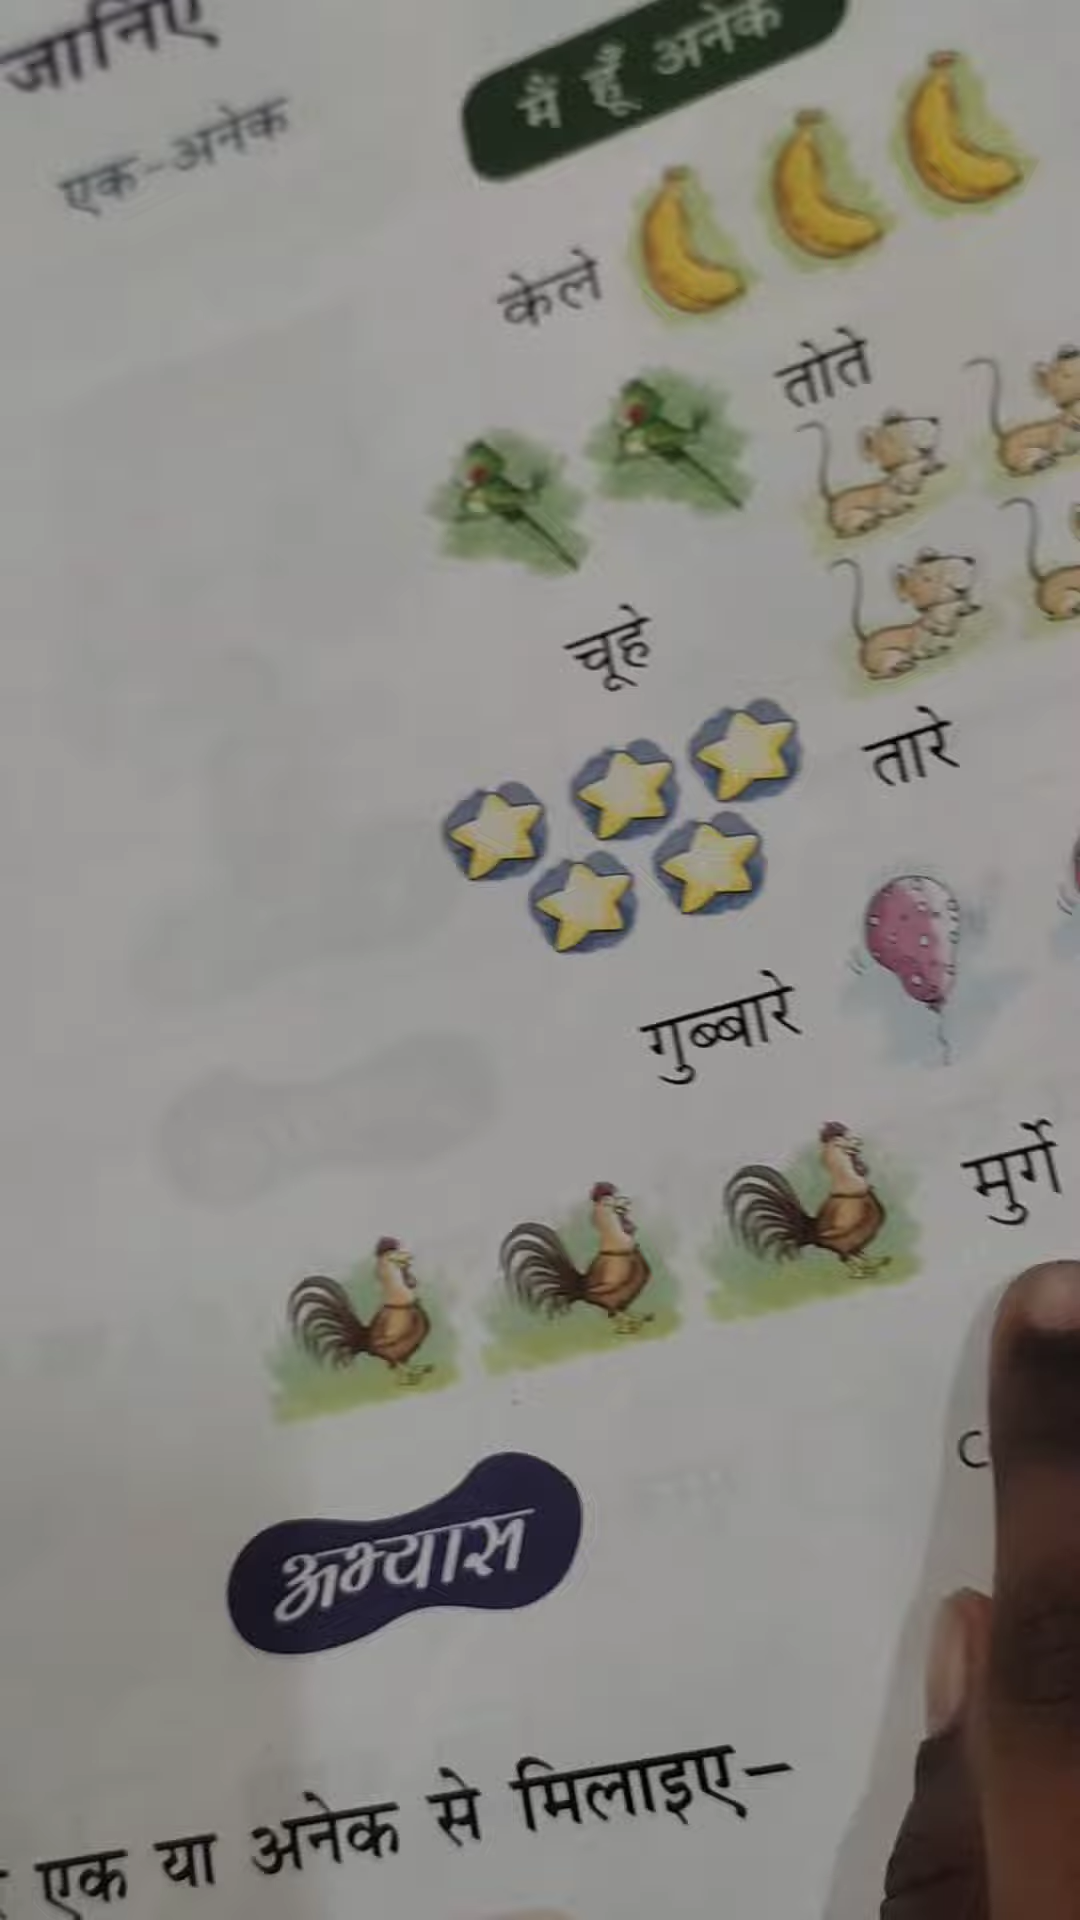 जानिए
एक-अनेक
मैं हूँ अनेक
केले
तोते
चूहे
तारे
गुब्बारे
मुर्गे
अभ्यास
एक या अनेक से मिलाइए–